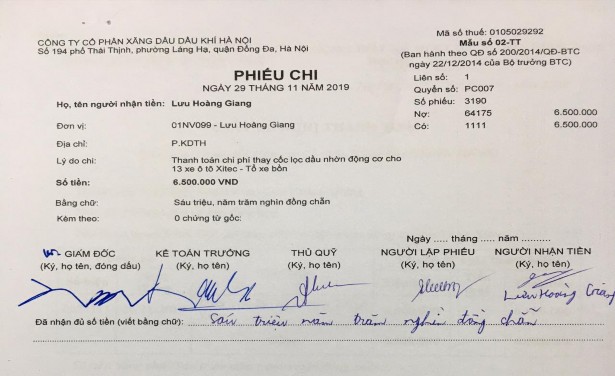 CÔNG TY CỔ PHẦN XĂNG DẦU DẦU KHÍ HÀ NỘI
Số 194 phố Thái Thịnh, phường Láng Hạ, quận Đống Đa, Hà Nội
Mã số thuế: 0105029292
Mẫu số 02-TT
(Ban hành theo QĐ số 200/2014/QĐ-BTC
ngày 22/12/2014 của Bộ trưởng BTC)
PHIẾU CHI
NGÀY 29 THÁNG 11 NĂM 2019
Liên số: 1
Quyển số: PC007
Số phiếu: 3190
Nợ: 64175 6.500.000
Có: 1111 6.500.000
Họ, tên người nhận tiền: Lưu Hoàng Giang
Đơn vị: 01NV099 - Lưu Hoàng Giang
Địa chỉ: P.KDTH
Lý do chi: Thanh toán chi phí thay cốc lọc dầu nhờn động cơ cho
13 xe ô tô Xitec - Tổ xe bồn
Số tiền: 6.500.000 VND
Bằng chữ: Sáu triệu, năm trăm nghìn đồng chẵn
Kèm theo: 0 chứng từ gốc:
Ngày ..... tháng ..... năm ..........
GIÁM ĐỐC KẾ TOÁN TRƯỞNG THỦ QUỸ NGƯỜI LẬP PHIẾU NGƯỜI NHẬN TIỀN
(Ký, họ tên, đóng dấu) (Ký, họ tên) (Ký, họ tên) (Ký, họ tên) (Ký, họ tên)
Lưu Hoàng Giang
Đã nhận đủ số tiền (viết bằng chữ): Sáu triệu năm trăm nghìn đồng chẵn